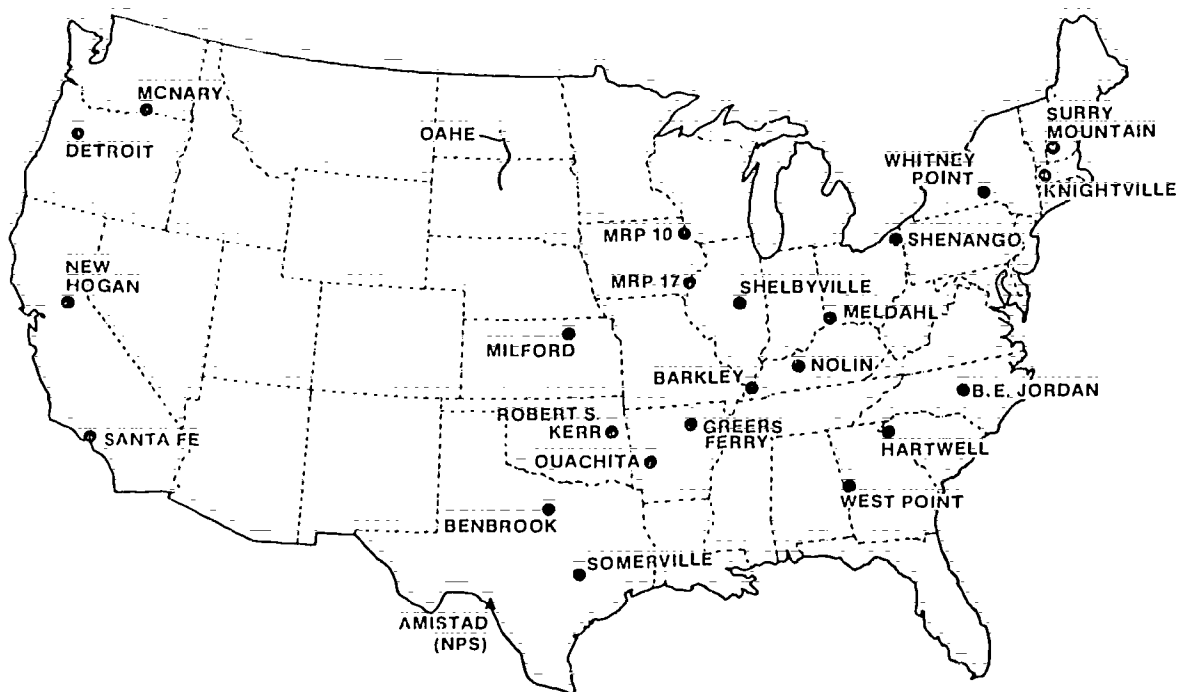 MCNARY
DETROIT
OAHE
SURRY
MOUNTAIN
WHITNEY
POINT
KNIGHTVILLE
MRP 10
SHENANGO
NEW
HOGAN
MRP 17
SHELBYVILLE
MELDAHL
MILFORD
NOLIN
BARKLEY
B.E. JORDAN
ROBERT S.
KERR
GREERS
FERRY
SANTA FE
HARTWELL
OUACHITA
WEST POINT
BENBROOK
SOMERVILLE
AMISTAD
(NPS)